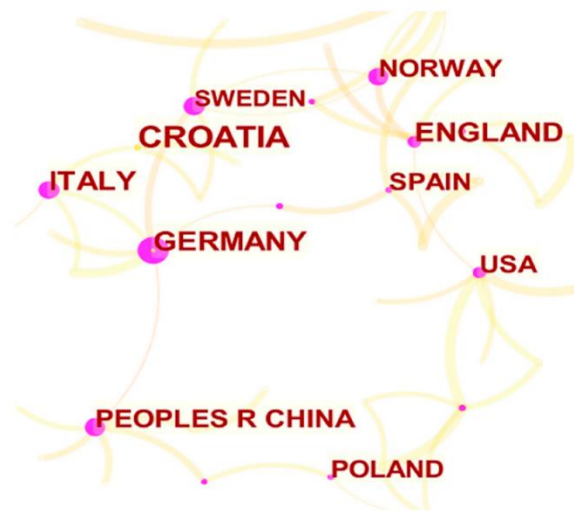 NORWAY
SWEDEN
CROATIA
ENGLAND
ITALY
SPAIN
GERMANY
USA
PEOPLES R CHINA
POLAND